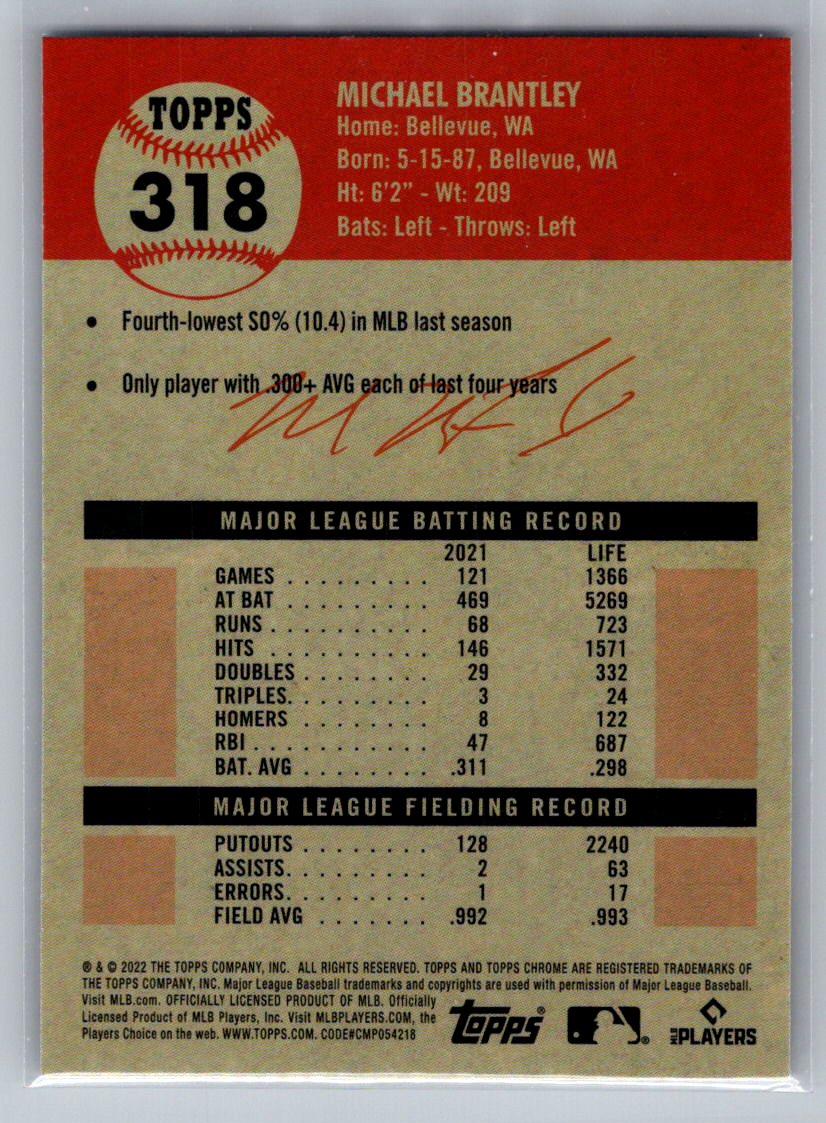 TOPPS
318
MICHAEL BRANTLEY
Home: Bellevue, WA
Born: 5-15-87, Bellevue, WA
Ht: 6'2" - Wt: 209
Bats: Left - Throws: Left
• Fourth-lowest SO% (10.4) in MLB last season
• Only player with .300+ AVG each of last four years
MAJOR LEAGUE BATTING RECORD
2021 LIFE
GAMES . . . . . . . . . 121 1366
AT BAT . . . . . . . . . 469 5269
RUNS . . . . . . . . . . 68 723
HITS . . . . . . . . . . 146 1571
DOUBLES . . . . . . . . 29 332
TRIPLES. . . . . . . . . 3 24
HOMERS . . . . . . . . 8 122
RBI . . . . . . . . . . . 47 687
BAT. AVG . . . . . . . . .311 .298
MAJOR LEAGUE FIELDING RECORD
PUTOUTS . . . . . . . . 128 2240
ASSISTS. . . . . . . . . 2 63
ERRORS. . . . . . . . . 1 17
FIELD AVG . . . . . . . .992 .993
® & © 2022 THE TOPPS COMPANY, INC. ALL RIGHTS RESERVED. TOPPS AND TOPPS CHROME ARE REGISTERED TRADEMARKS OF
THE TOPPS COMPANY, INC. Major League Baseball trademarks and copyrights are used with permission of Major League Baseball.
Visit MLB.com. OFFICIALLY LICENSED PRODUCT OF MLB. Officially
Licensed Product of MLB Players, Inc. Visit MLBPLAYERS.COM, the
Players Choice on the web. WWW.TOPPS.COM. CODE#CMP054218
topps®
MLB PLAYERS